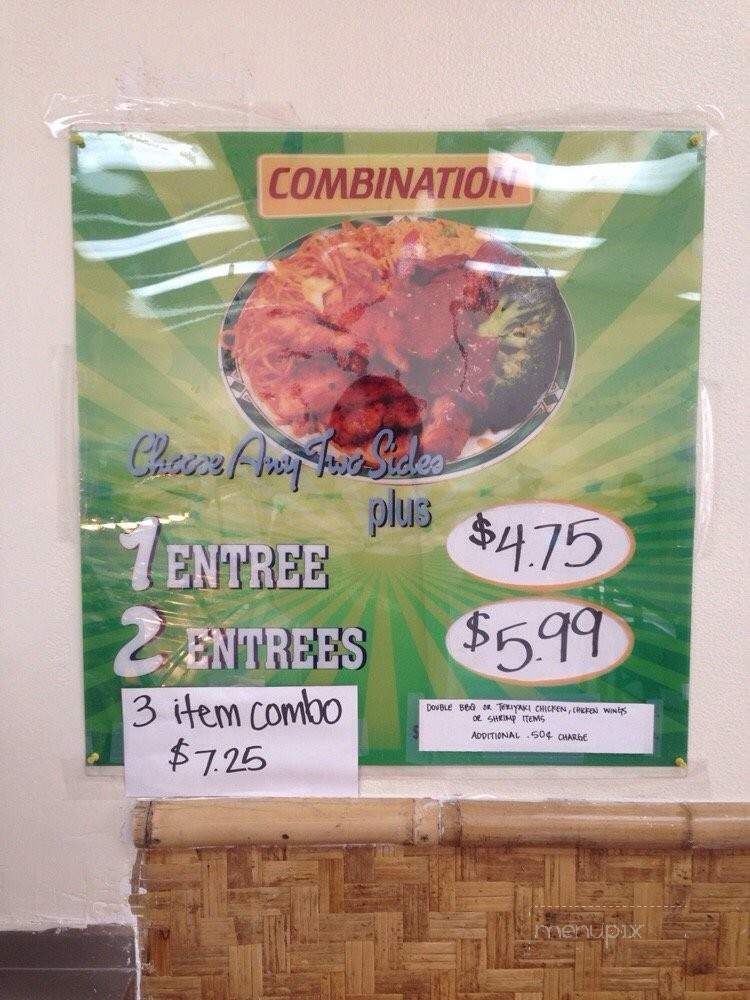 COMBINATION
Choose Any Two Sides
plus
1 ENTREE $4.75
2 ENTREES $5.99
3 item combo
$7.25
DOUBLE BBQ OR TERIYAKI CHICKEN, CHICKEN WINGS
OR SHRIMP ITEMS
ADDITIONAL .50¢ CHARGE
$
menupix